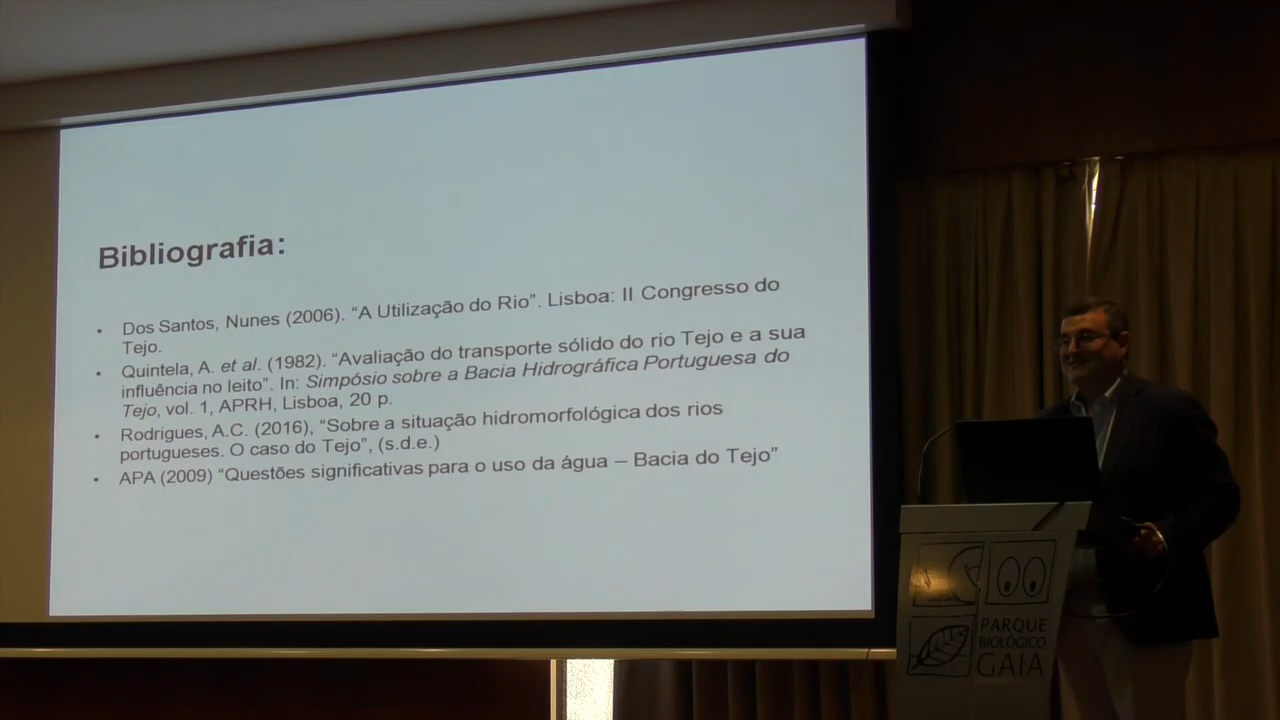 Bibliografia:
• Dos Santos, Nunes (2006). “A Utilização do Rio”. Lisboa: II Congresso do
Tejo.
• Quintela, A. et al. (1982). “Avaliação do transporte sólido do rio Tejo e a sua
influência no leito”. In: Simpósio sobre a Bacia Hidrográfica Portuguesa do
Tejo, vol. 1, APRH, Lisboa, 20 p.
• Rodrigues, A.C. (2016), “Sobre a situação hidromorfológica dos rios
portugueses. O caso do Tejo”, (s.d.e.)
• APA (2009) “Questões significativas para o uso da água – Bacia do Tejo”
PARQUE
BIOLÓGICO
GAIA